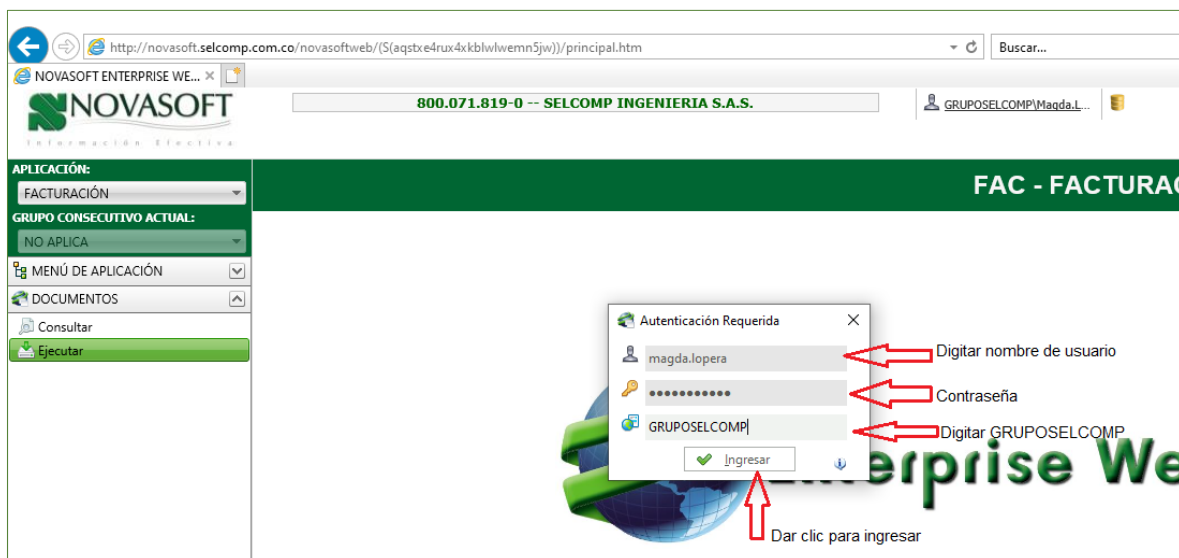 http://novasoft.selcomp.com.co/novasoftweb/(S(aqstxe4rux4xkblwlwemn5jw))/principal.htm
Buscar...
NOVASOFT ENTERPRISE WE...
NOVASOFT
Información Efectiva
800.071.819-0 -- SELCOMP INGENIERIA S.A.S.
GRUPOSELCOMP\Magda.L...
APLICACIÓN:
FACTURACIÓN
FAC - FACTURAC
GRUPO CONSECUTIVO ACTUAL:
NO APLICA
MENÚ DE APLICACIÓN
DOCUMENTOS
Consultar
Ejecutar
Autenticación Requerida
magda.lopera
Digitar nombre de usuario
Contraseña
GRUPOSELCOMP
Digitar GRUPOSELCOMP
Ingresar
Enterprise We
Dar clic para ingresar